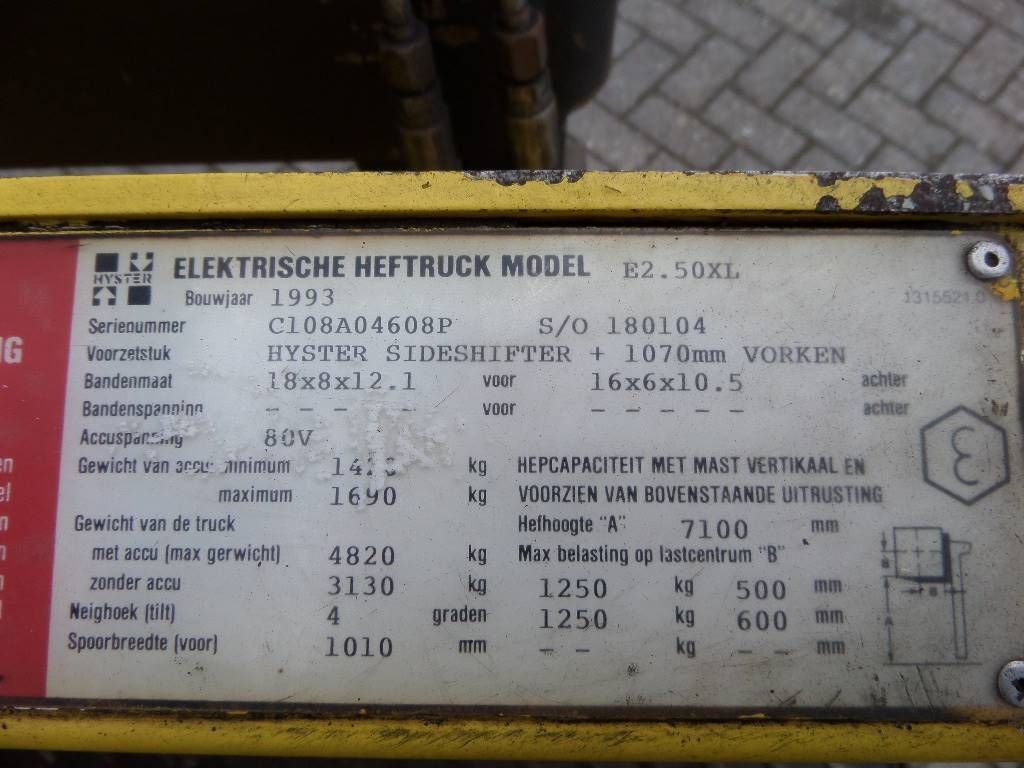 HYSTER
ELEKTRISCHE HEFTRUCK MODEL E2.50XL
Bouwjaar 1993
1315521.0
Serienummer C108A04608P S/O 180104
Voorzetstuk HYSTER SIDESHIFTER + 1070mm VORKEN
Bandenmaat 18x8x12.1 voor 16x6x10.5 achter
Bandenspanning - - - - - voor - - - - - achter
Accuspanning 80V
Gewicht van accu: minimum kg
maximum 1690 kg
Gewicht van de truck
met accu (max gerwicht) 4820 kg
zonder accu 3130 kg
Neighoek (tilt) 4 graden
Spoorbreedte (voor) 1010 mm
HEPCAPACITEIT MET MAST VERTIKAAL EN
VOORZIEN VAN BOVENSTAANDE UITRUSTING
Hefhoogte "A" 7100 mm
Max belasting op lastcentrum "B"
1250 kg 500 mm
1250 kg 600 mm
- - kg - - mm
B
B
A